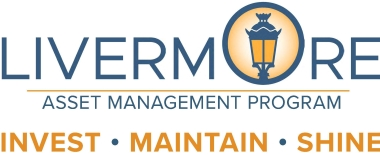 LIVERMORE
ASSET MANAGEMENT PROGRAM
INVEST • MAINTAIN • SHINE